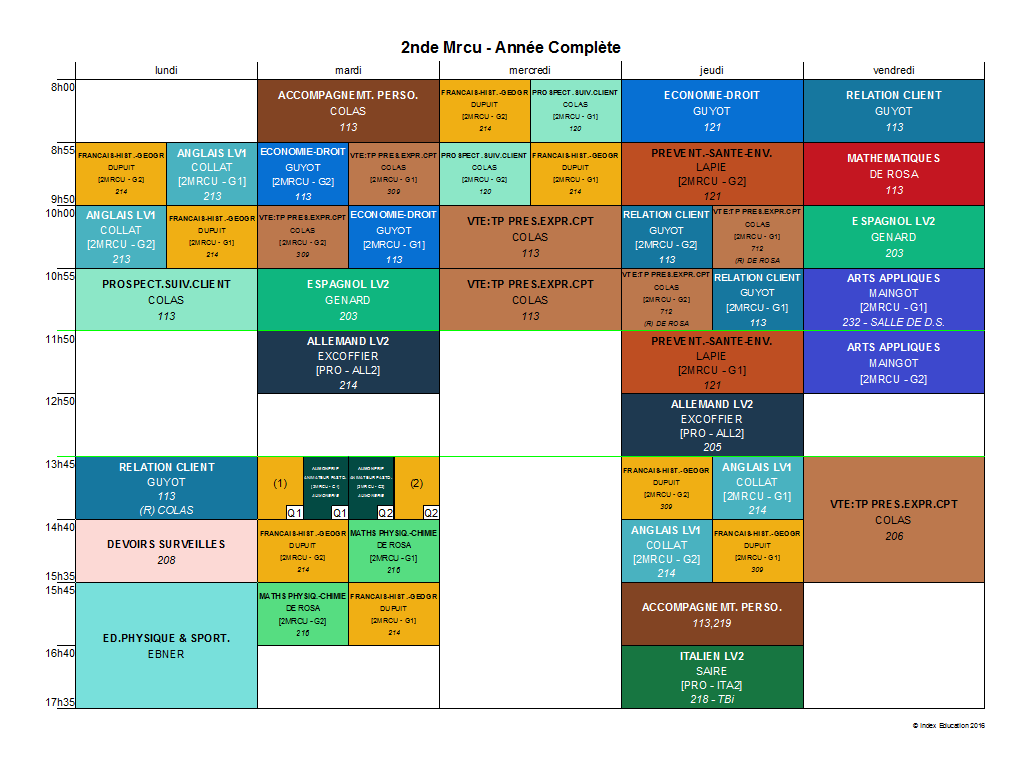 2nde Mrcu - Année Complète
lundi
mardi
mercredi
jeudi
vendredi
8h00
ACCOMPAGNEMT. PERSO.
COLAS
113
FRANCAIS-HIST.-GEOGR
DUPUIT
[2MRCU - G2]
214
PROSPECT.SUIV.CLIENT
COLAS
[2MRCU - G1]
120
ECONOMIE-DROIT
GUYOT
121
RELATION CLIENT
GUYOT
113
8h55
FRANCAIS-HIST.-GEOGR
DUPUIT
[2MRCU - G2]
214
ANGLAIS LV1
COLLAT
[2MRCU - G1]
213
ECONOMIE-DROIT
GUYOT
[2MRCU - G2]
113
VTE:TP PRES.EXPR.CPT
COLAS
[2MRCU - G1]
309
PROSPECT.SUIV.CLIENT
COLAS
[2MRCU - G2]
120
FRANCAIS-HIST.-GEOGR
DUPUIT
[2MRCU - G1]
214
PREVENT.-SANTE-ENV.
LAPIE
[2MRCU - G2]
121
MATHEMATIQUES
DE ROSA
113
9h50
10h00
ANGLAIS LV1
COLLAT
[2MRCU - G2]
213
FRANCAIS-HIST.-GEOGR
DUPUIT
[2MRCU - G1]
214
VTE:TP PRES.EXPR.CPT
COLAS
[2MRCU - G2]
309
ECONOMIE-DROIT
GUYOT
[2MRCU - G1]
113
VTE:TP PRES.EXPR.CPT
COLAS
113
RELATION CLIENT
GUYOT
[2MRCU - G2]
113
VTE:TP PRES.EXPR.CPT
COLAS
[2MRCU - G1]
712
(R) DE ROSA
ESPAGNOL LV2
GENARD
203
10h55
PROSPECT.SUIV.CLIENT
COLAS
113
ESPAGNOL LV2
GENARD
203
VTE:TP PRES.EXPR.CPT
COLAS
113
VTE:TP PRES.EXPR.CPT
COLAS
[2MRCU - G2]
712
(R) DE ROSA
RELATION CLIENT
GUYOT
[2MRCU - G1]
113
ARTS APPLIQUES
MAINGOT
[2MRCU - G1]
232 - SALLE DE D.S.
11h50
ALLEMAND LV2
EXCOFFIER
[PRO - ALL2]
214
PREVENT.-SANTE-ENV.
LAPIE
[2MRCU - G1]
121
ARTS APPLIQUES
MAINGOT
[2MRCU - G2]
12h50
ALLEMAND LV2
EXCOFFIER
[PRO - ALL2]
205
13h45
RELATION CLIENT
GUYOT
113
(R) COLAS
(1)
Q1
AUMONERIE
ANIMATEUR PASTO.
[2MRCU - G1]
AUMONERIE
Q1
AUMONERIE
ANIMATEUR PASTO.
[2MRCU - G2]
AUMONERIE
Q2
(2)
Q2
FRANCAIS-HIST.-GEOGR
DUPUIT
[2MRCU - G2]
309
ANGLAIS LV1
COLLAT
[2MRCU - G1]
214
VTE:TP PRES.EXPR.CPT
COLAS
206
14h40
DEVOIRS SURVEILLES
208
FRANCAIS-HIST.-GEOGR
DUPUIT
[2MRCU - G2]
214
MATHS PHYSIQ.-CHIMIE
DE ROSA
[2MRCU - G1]
216
ANGLAIS LV1
COLLAT
[2MRCU - G2]
214
FRANCAIS-HIST.-GEOGR
DUPUIT
[2MRCU - G1]
309
15h35
15h45
ED.PHYSIQUE & SPORT.
EBNER
MATHS PHYSIQ.-CHIMIE
DE ROSA
[2MRCU - G2]
216
FRANCAIS-HIST.-GEOGR
DUPUIT
[2MRCU - G1]
214
ACCOMPAGNEMT. PERSO.
113,219
16h40
ITALIEN LV2
SAIRE
[PRO - ITA2]
218 - TBi
17h35
© Index Education 2016